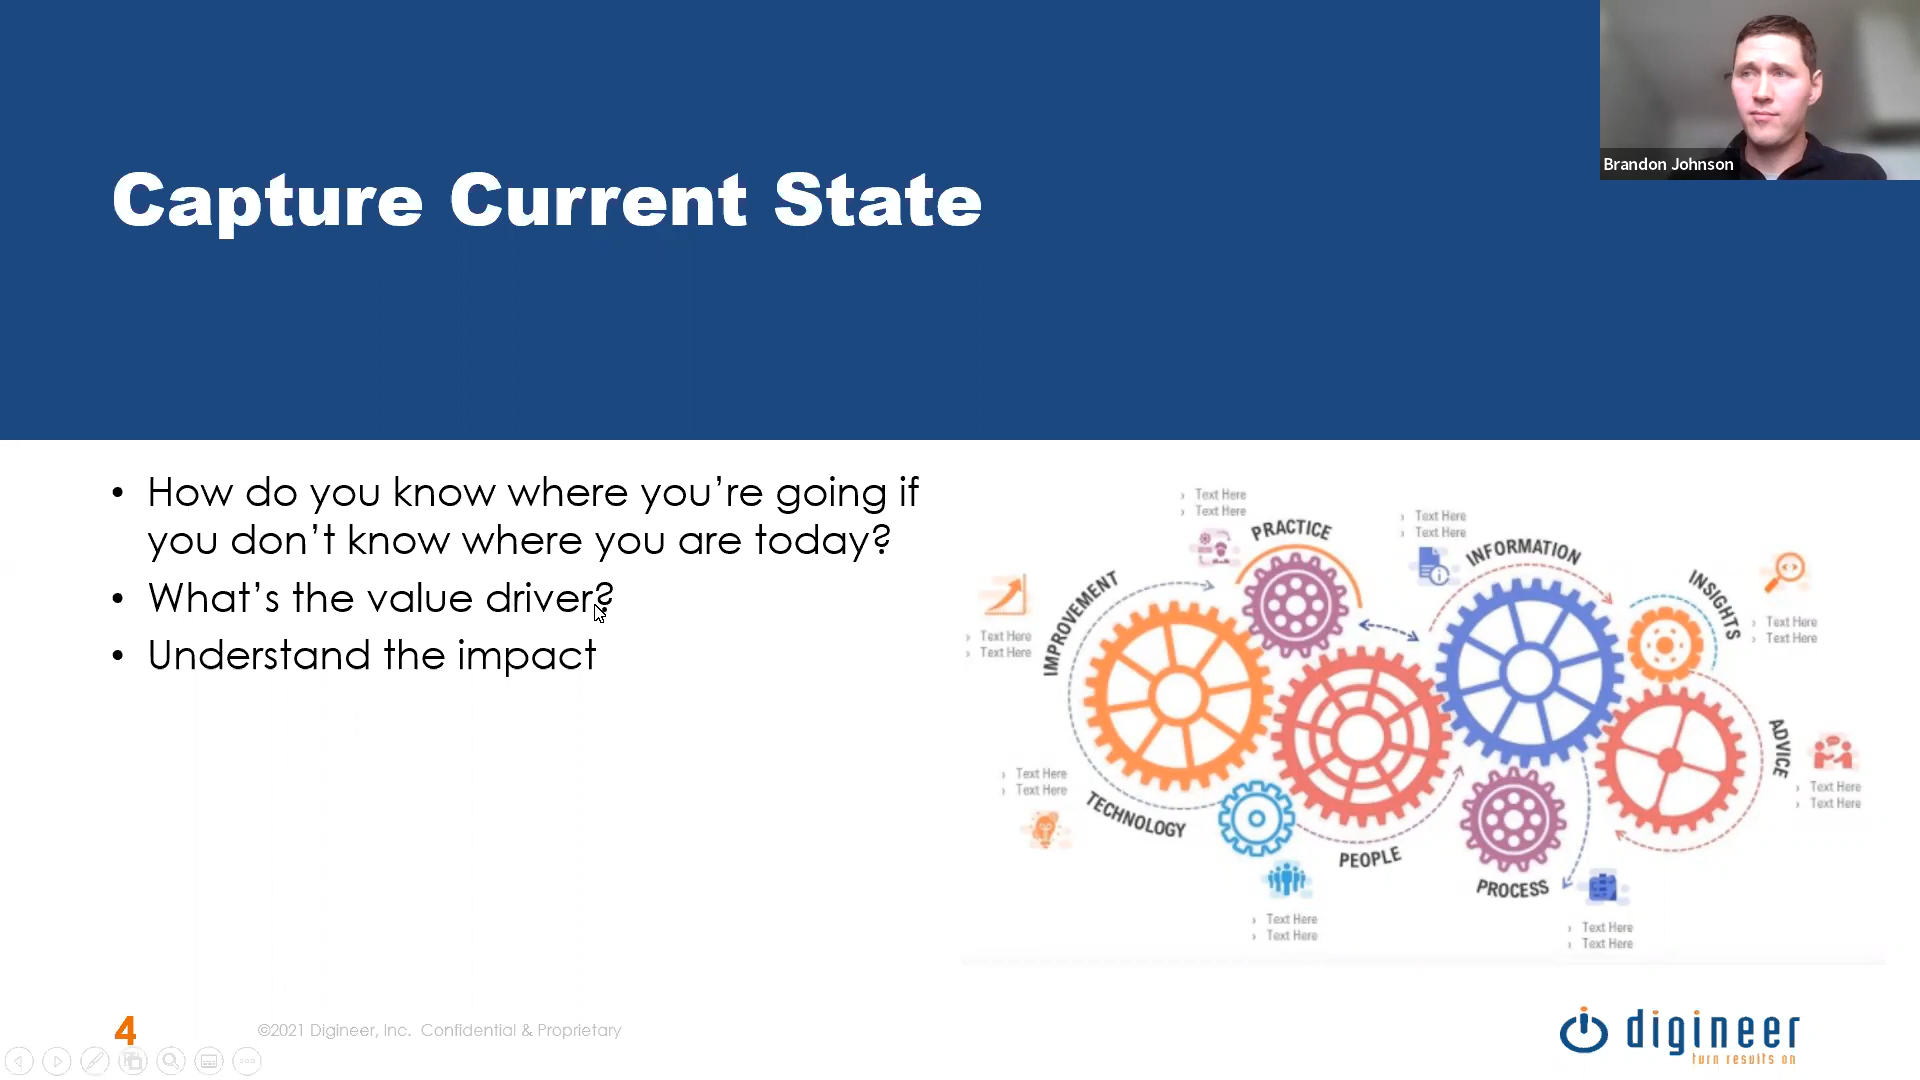 Brandon Johnson
Capture Current State
• How do you know where you’re going if
you don’t know where you are today?
• What’s the value driver?
• Understand the impact
› Text Here
› Text Here
PRACTICE
› Text Here
› Text Here
INFORMATION
IMPROVEMENT
› Text Here
› Text Here
INSIGHTS
› Text Here
› Text Here
ADVICE
› Text Here
› Text Here
› Text Here
› Text Here
TECHNOLOGY
PEOPLE
› Text Here
› Text Here
PROCESS
› Text Here
› Text Here
4
©2021 Digineer, Inc. Confidential & Proprietary
digineer
turn results on